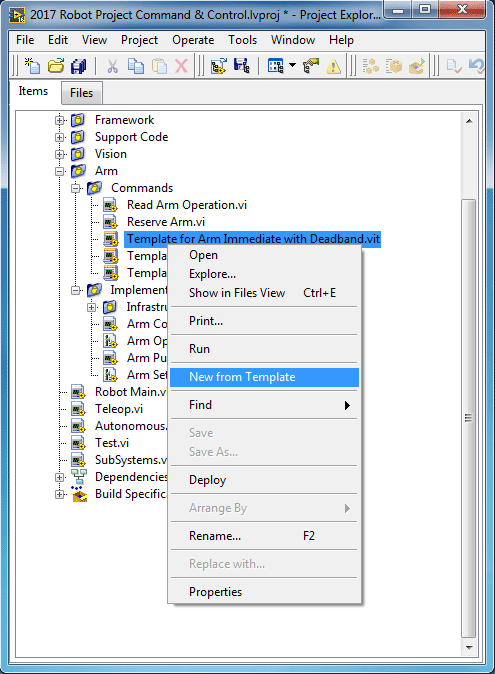 2017 Robot Project Command & Control.lvproj * - Project Explor...
File Edit View Project Operate Tools Window Help
Items Files
Framework
Support Code
Vision
Arm
Commands
Read Arm Operation.vi
Reserve Arm.vi
Template for Arm Immediate with Deadband.vit
Templa
Templa
Implement
Infrastru
Arm Co
Arm Op
Arm Pu
Arm Set
Robot Main.v
Teleop.vi
Autonomous.
Test.vi
SubSystems.v
Dependencies
Build Specific
Open
Explore...
Show in Files View Ctrl+E
Print...
Run
New from Template
Find
Save
Save As...
Deploy
Arrange By
Rename... F2
Replace with...
Properties